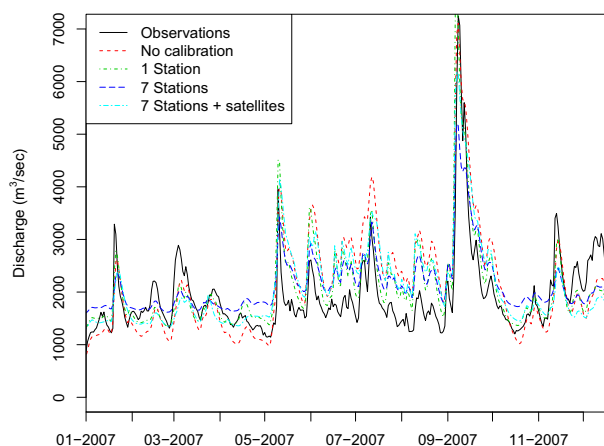 Observations
No calibration
1 Station
7 Stations
7 Stations + satellites
Discharge (m³/sec)
7000
6000
5000
4000
3000
2000
1000
0
01−2007 03−2007 05−2007 07−2007 09−2007 11−2007